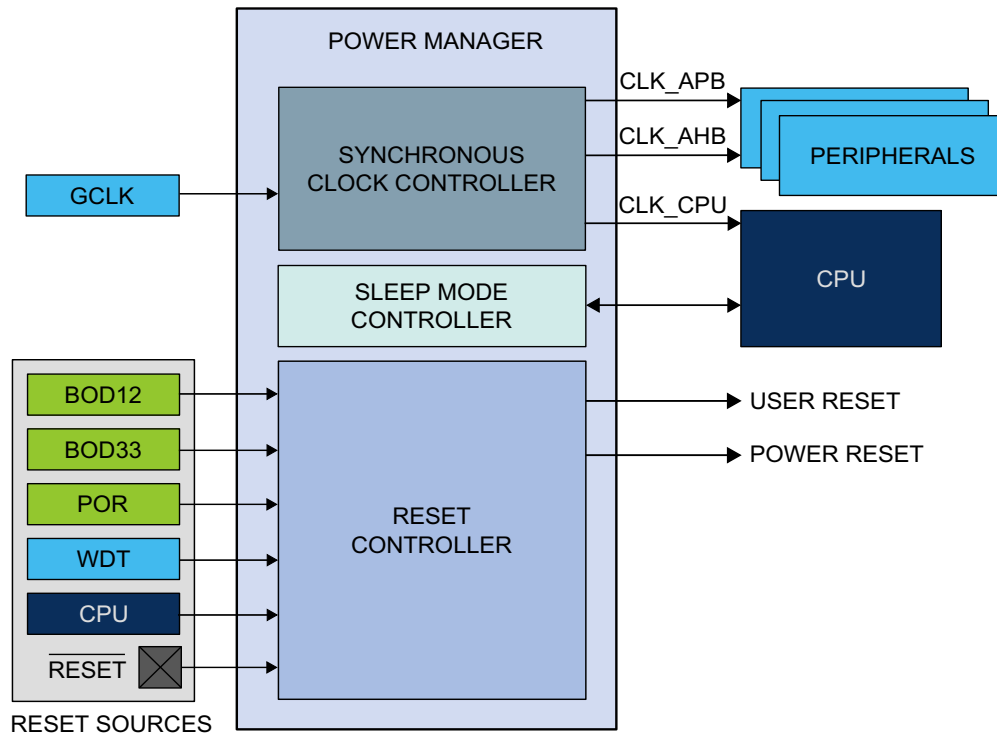 POWER MANAGER
CLK_APB
SYNCHRONOUS
CLOCK CONTROLLER
CLK_AHB
PERIPHERALS
GCLK
CLK_CPU
CPU
SLEEP MODE
CONTROLLER
BOD12
BOD33
POR
WDT
CPU
RESET
RESET SOURCES
RESET
CONTROLLER
USER RESET
POWER RESET